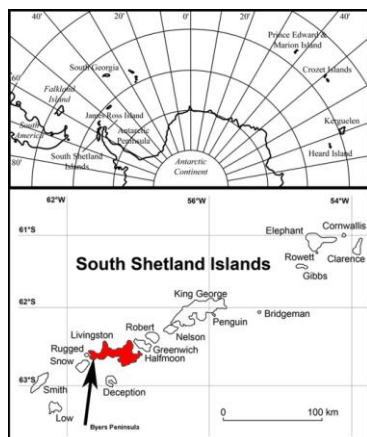 40'
0'
40'
Prince Edward &
Marion Island
South Georgia
Crozet Islands
60'
Falkland
Island
James Ross Island
Kerguelen
South
America
Antarctic
Peninsula
Heard Island
80'
South Shetland
Islands
Antarctic
Continent
62°W
56°W
54°W
61°S
Elephant
Cornwallis
Clarence
Rowett
Gibbs
South Shetland Islands
King George
62°S
Bridgeman
Penguin
Nelson
Robert
Livingston
Greenwich
Rugged
Halfmoon
Snow
63°S
Smith
Deception
Low
Byers Peninsula
0
100 km